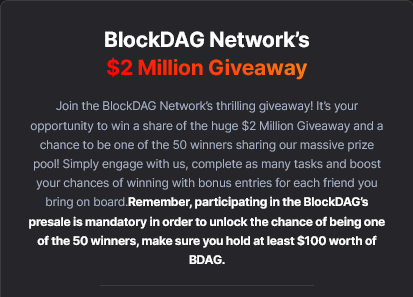 BlockDAG Network's
$2 Million Giveaway
Join the BlockDAG Network's thrilling giveaway! It's your
opportunity to win a share of the huge $2 Million Giveaway and a
chance to be one of the 50 winners sharing our massive prize
pool! Simply engage with us, complete as many tasks and boost
your chances of winning with bonus entries for each friend you
bring on board.Remember, participating in the BlockDAG's
presale is mandatory in order to unlock the chance of being one
of the 50 winners, make sure you hold at least $100 worth of
BDAG.